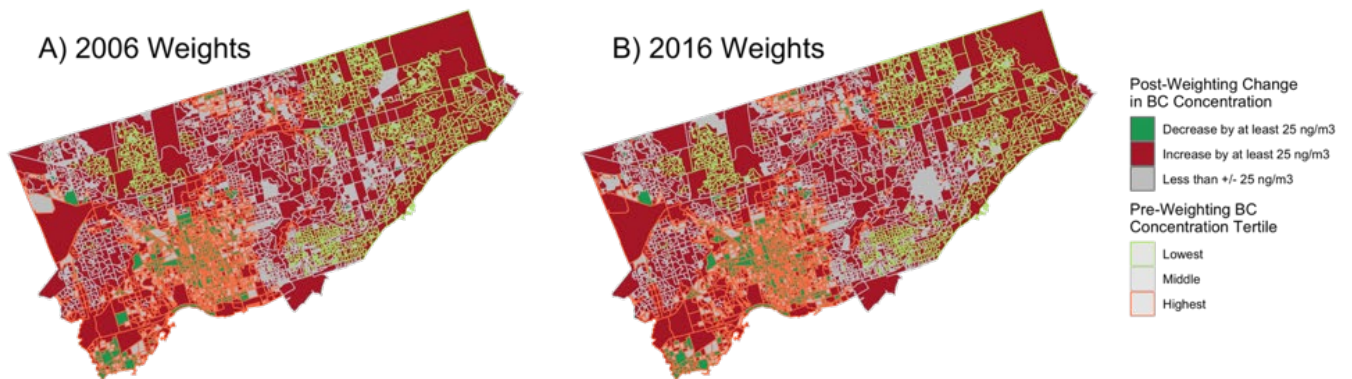 A) 2006 Weights
B) 2016 Weights
Post-Weighting Change
in BC Concentration
Decrease by at least 25 ng/m3
Increase by at least 25 ng/m3
Less than +/- 25 ng/m3
Pre-Weighting BC
Concentration Tertile
Lowest
Middle
Highest